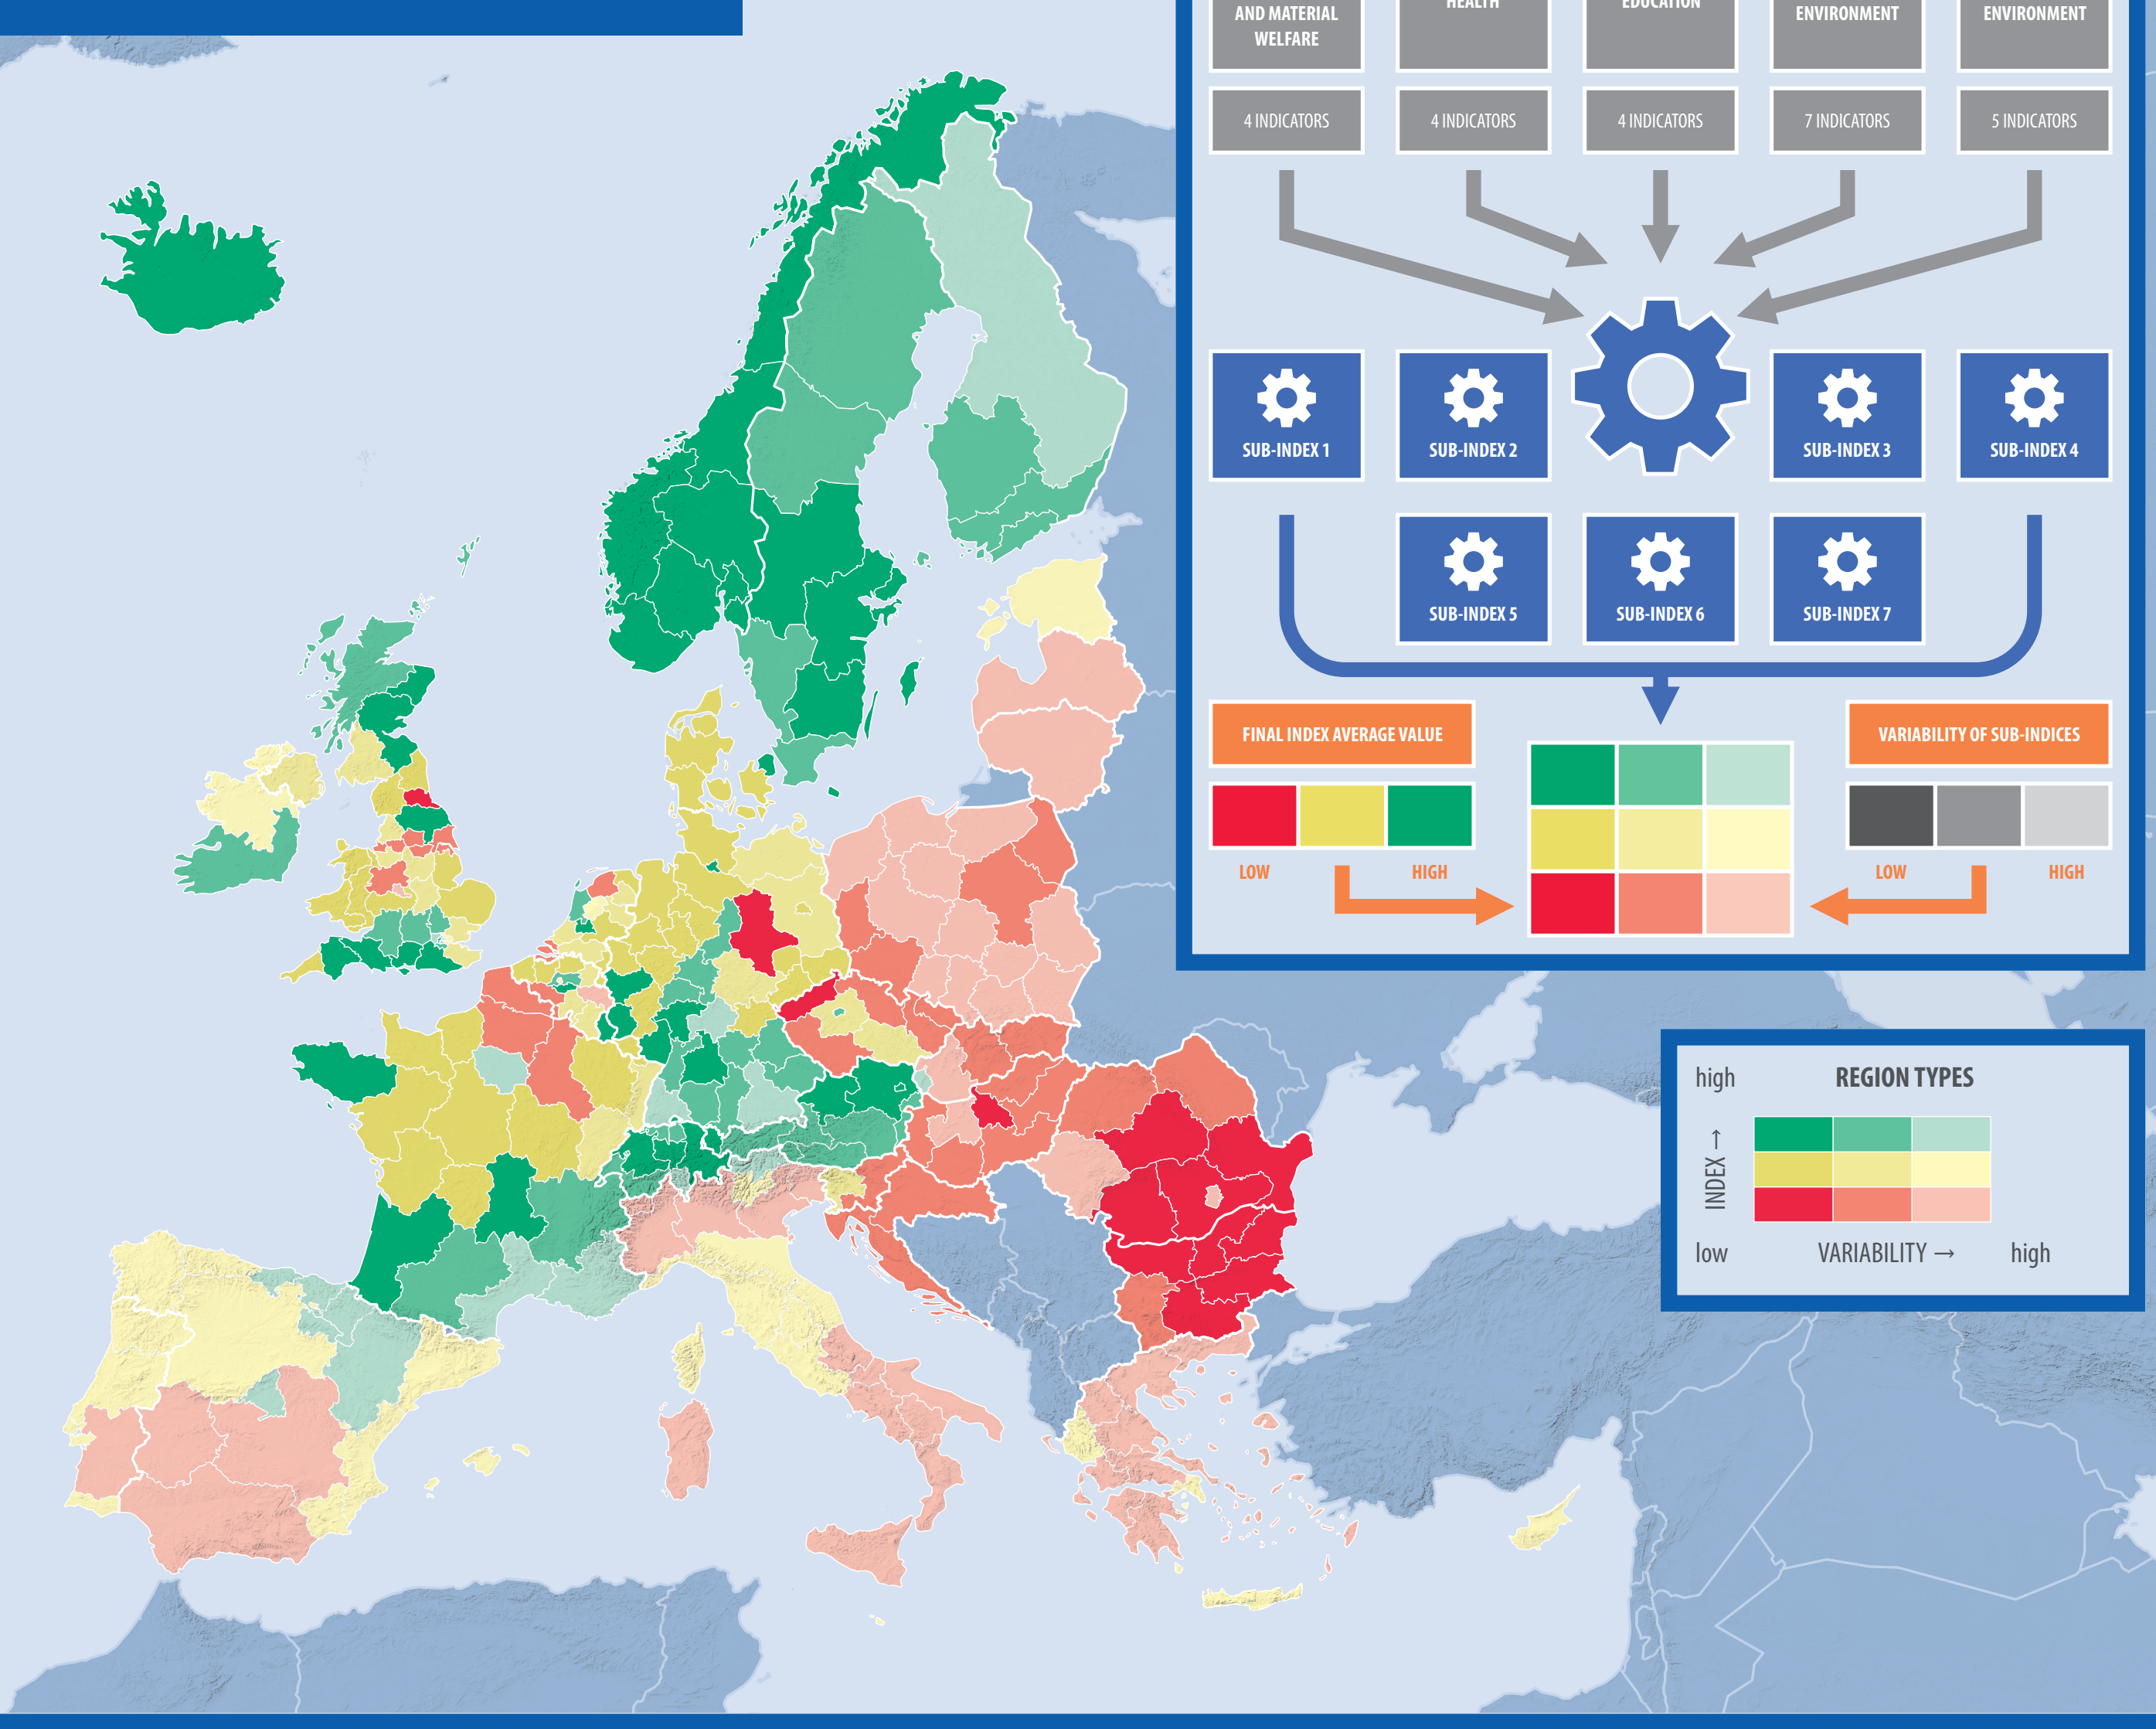 AND MATERIAL
WELFARE
HEALTH
EDUCATION
ENVIRONMENT
ENVIRONMENT
4 INDICATORS
4 INDICATORS
4 INDICATORS
7 INDICATORS
5 INDICATORS
SUB-INDEX 1
SUB-INDEX 2
SUB-INDEX 3
SUB-INDEX 4
SUB-INDEX 5
SUB-INDEX 6
SUB-INDEX 7
FINAL INDEX AVERAGE VALUE
VARIABILITY OF SUB-INDICES
LOW
HIGH
LOW
HIGH
high
REGION TYPES
INDEX →
low
VARIABILITY →
high